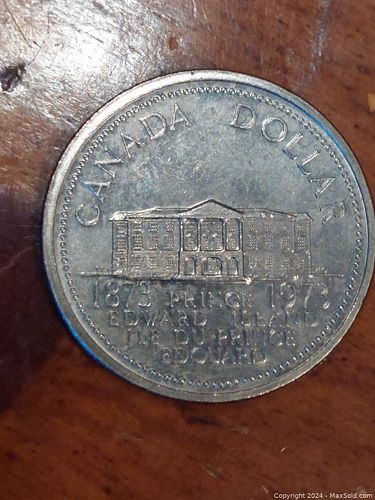 CANADA DOLLAR
1873 PRINCE 1973
EDWARD ISLAND
ILE DU PRINCE
EDOUARD
Copyright 2024 - MaxSold.com